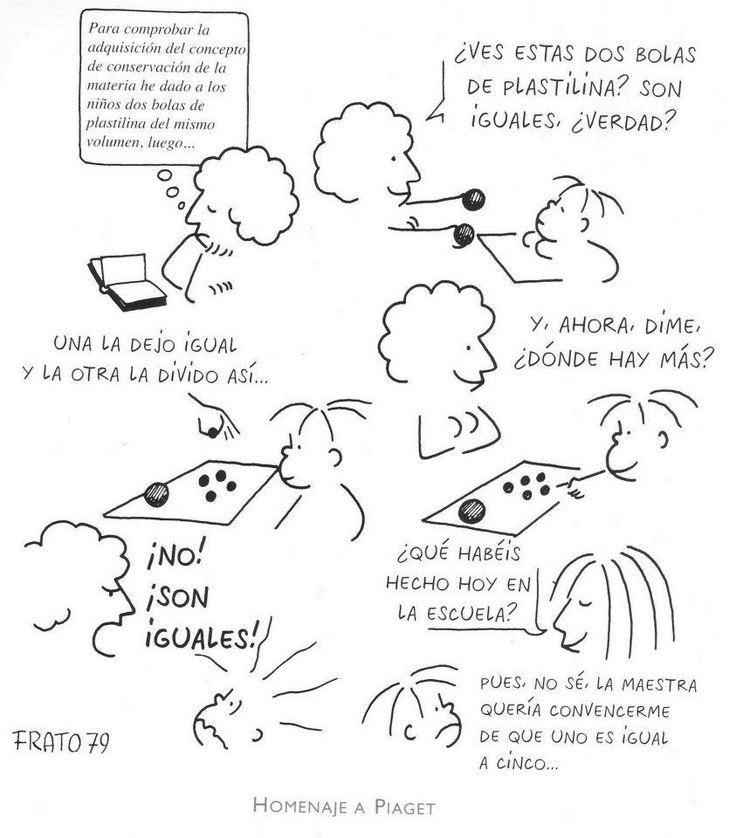 Para comprobar la
adquisición del concepto
de conservación de la
materia he dado a los
niños dos bolas de
plastilina del mismo
volumen, luego...
¿VES ESTAS DOS BOLAS
DE PLASTILINA? SON
IGUALES, ¿VERDAD?
UNA LA DEJO IGUAL
Y LA OTRA LA DIVIDO ASÍ...
Y, AHORA, DIME,
¿DÓNDE HAY MÁS?
¡NO!
¡SON
IGUALES!
¿QUÉ HABÉIS
HECHO HOY EN
LA ESCUELA?
PUES, NO SÉ, LA MAESTRA
QUERÍA CONVENCERME
DE QUE UNO ES IGUAL
A CINCO...
FRATO 79
HOMENAJE A PIAGET